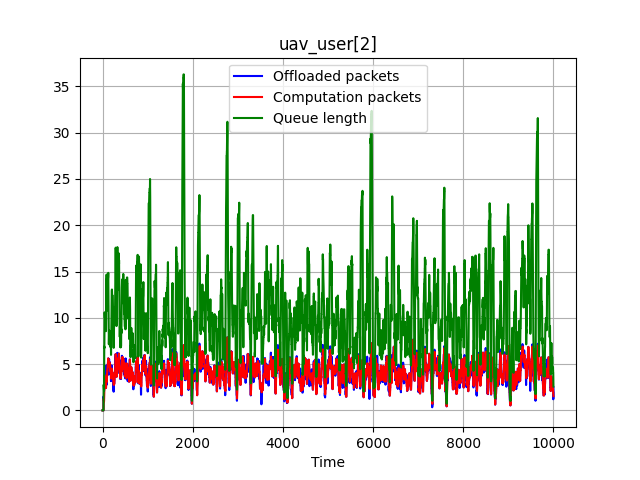 uav_user[2]
Offloaded packets
Computation packets
Queue length
35
30
25
20
15
10
5
0
0 2000 4000 6000 8000 10000
Time